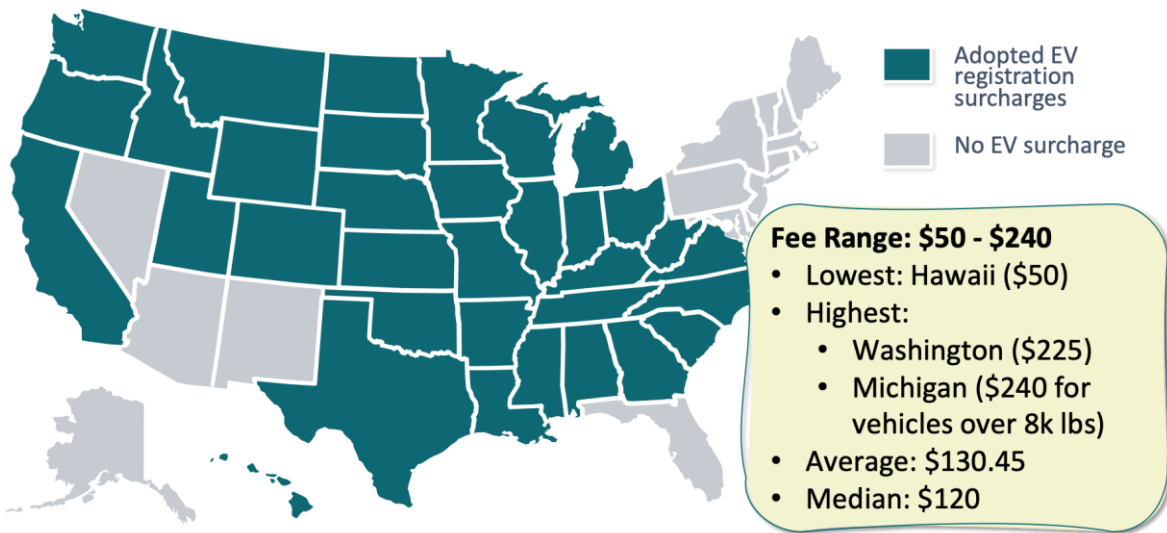 Adopted EV
registration
surcharges
No EV surcharge
Fee Range: $50 - $240
• Lowest: Hawaii ($50)
• Highest:
• Washington ($225)
• Michigan ($240 for
vehicles over 8k lbs)
• Average: $130.45
• Median: $120